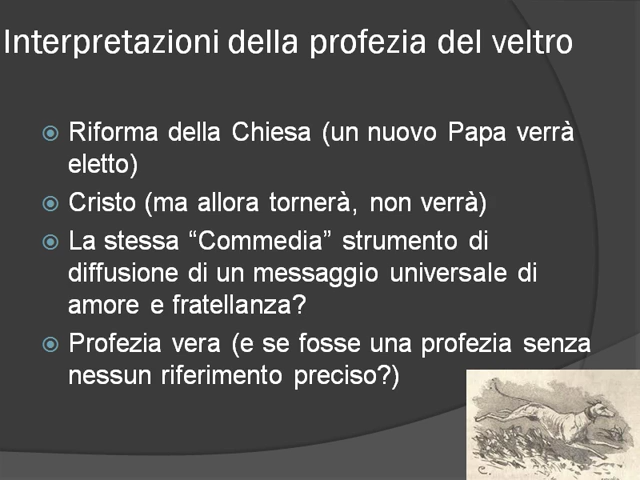 Interpretazioni della profezia del veltro
Riforma della Chiesa (un nuovo Papa verrà
eletto)
Cristo (ma allora tornerà, non verrà)
La stessa “Commedia” strumento di
diffusione di un messaggio universale di
amore e fratellanza?
Profezia vera (e se fosse una profezia senza
nessun riferimento preciso?)